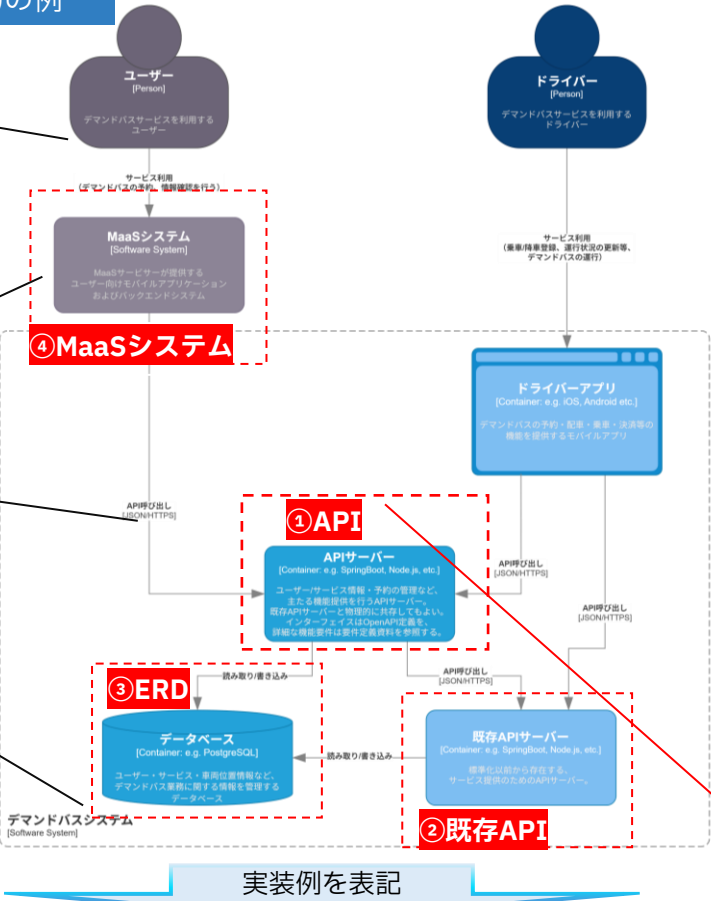 の例
ユーザー
[Person]
デマンドバスサービスを利用する
ユーザー
ドライバー
[Person]
デマンドバスサービスを利用する
ドライバー
サービス利用
（デマンドバスの予約、情報確認を行う）
MaaSシステム
[Software System]
MaaSサービサーが提供する
ユーザー向けモバイルアプリケーション
およびバックエンドシステム
④MaaSシステム
サービス利用
（乗車/降車登録、運行状況の更新等、
デマンドバスの運行）
ドライバーアプリ
[Container: e.g. iOS, Android etc.]
デマンドバスの予約・配車・乗車・決済等の
機能を提供するモバイルアプリ
API呼び出し
[JSON/HTTPS]
①API
APIサーバー
[Container: e.g. SpringBoot, Node.js, etc.]
ユーザー/サービス情報・予約の管理など、
主たる機能提供を行うAPIサーバー。
既存APIサーバーと物理的に共存してもよい。
インターフェイスはOpenAPI定義を、
詳細な機能要件は要件定義資料を参照する。
API呼び出し
[JSON/HTTPS]
API呼び出し
[JSON/HTTPS]
読み取り/書き込み
API呼び出し
[JSON/HTTPS]
③ERD
データベース
[Container: e.g. PostgreSQL]
ユーザー・サービス・車両位置情報など、
デマンドバス業務に関する情報を管理する
データベース
読み取り/書き込み
既存APIサーバー
[Container: e.g. SpringBoot, Node.js, etc.]
標準化以前から存在する、
サービス提供のためのAPIサーバー。
②既存API
デマンドバスシステム
[Software System]
実装例を表記